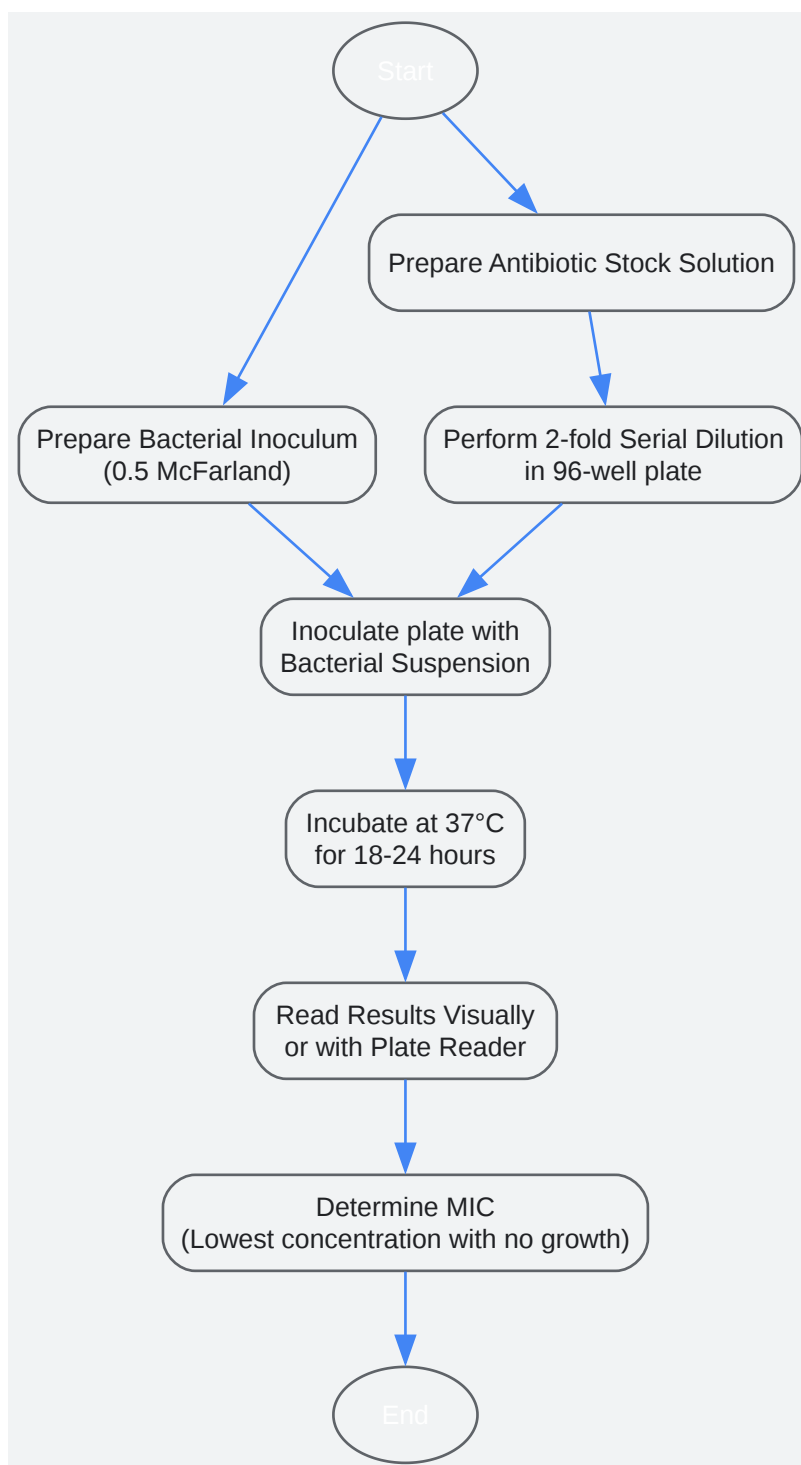 Start
Prepare Antibiotic Stock Solution
Prepare Bacterial Inoculum
(0.5 McFarland)
Perform 2-fold Serial Dilution
in 96-well plate
Inoculate plate with
Bacterial Suspension
Incubate at 37°C
for 18-24 hours
Read Results Visually
or with Plate Reader
Determine MIC
(Lowest concentration with no growth)
End